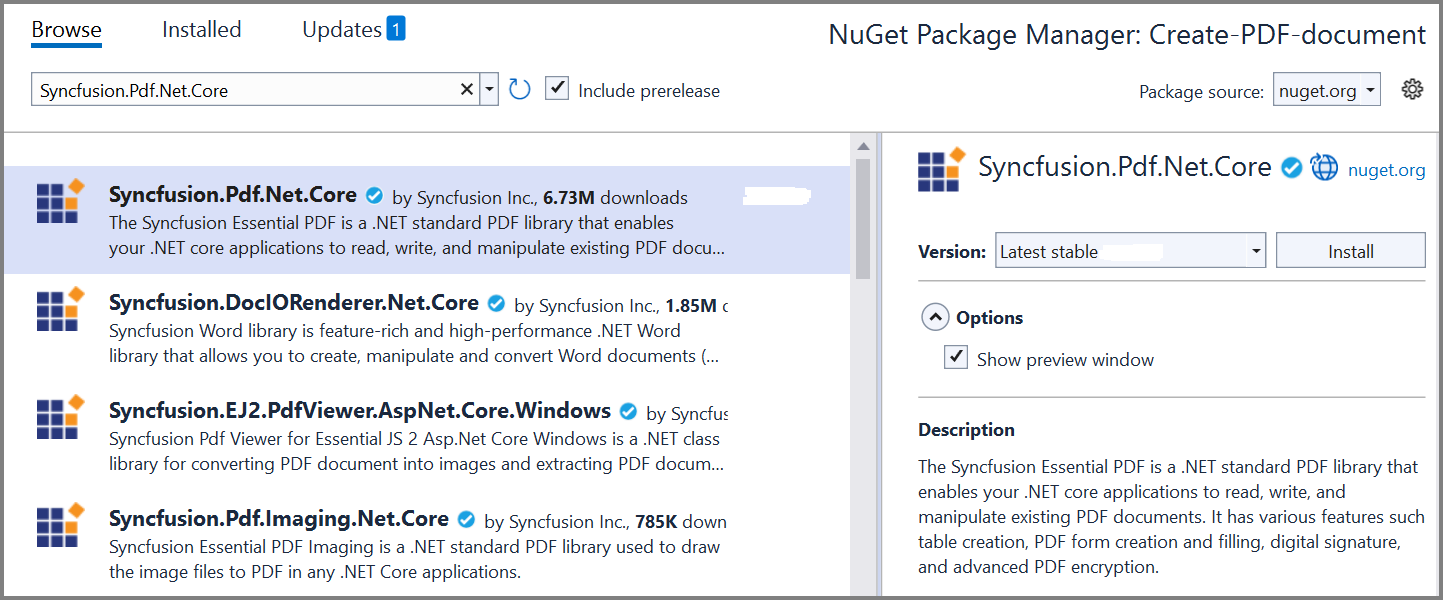 Browse Installed Updates 1
NuGet Package Manager: Create-PDF-document
Syncfusion.Pdf.Net.Core
Include prerelease
Package source: nuget.org
Syncfusion.Pdf.Net.Core by Syncfusion Inc., 6.73M downloads
The Syncfusion Essential PDF is a .NET standard PDF library that enables
your .NET core applications to read, write, and manipulate existing PDF docu...
Syncfusion.DocIORenderer.Net.Core by Syncfusion Inc., 1.85M
Syncfusion Word library is feature-rich and high-performance .NET Word
library that allows you to create, manipulate and convert Word documents (...
Syncfusion.EJ2.PdfViewer.AspNet.Core.Windows by Syncfus
Syncfusion Pdf Viewer for Essential JS 2 Asp.Net Core Windows is a .NET class
library for converting PDF document into images and extracting PDF docum...
Syncfusion.Pdf.Imaging.Net.Core by Syncfusion Inc., 785K down
Syncfusion Essential PDF Imaging is a .NET standard PDF library used to draw
the image files to PDF in any .NET Core applications.
Syncfusion.Pdf.Net.Core nuget.org
Version: Latest stable Install
Options
Show preview window
Description
The Syncfusion Essential PDF is a .NET standard PDF library that
enables your .NET core applications to read, write, and
manipulate existing PDF documents. It has various features such
table creation, PDF form creation and filling, digital signature,
and advanced PDF encryption.